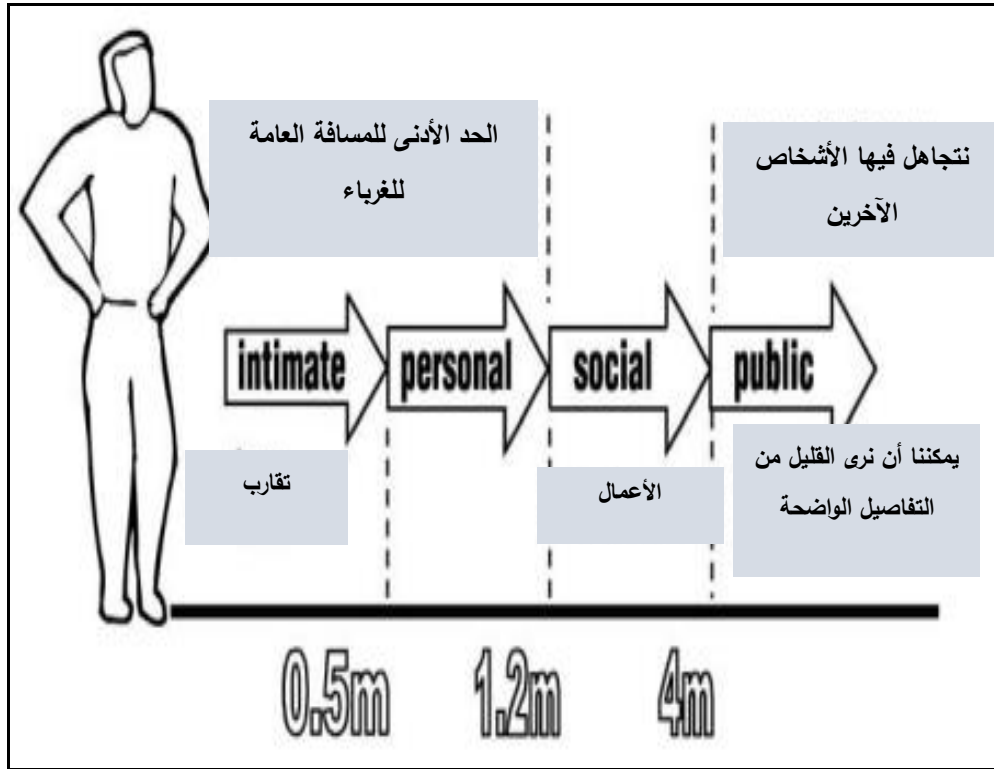 الحد الأدنى للمسافة العامة
للغرباء
نتجاهل فيها الأشخاص
الآخرين
intimate
personal
social
public
تقارب
الأعمال
يمكننا أن نرى القليل من
التفاصيل الواضحة
0.5m
1.2m
4m